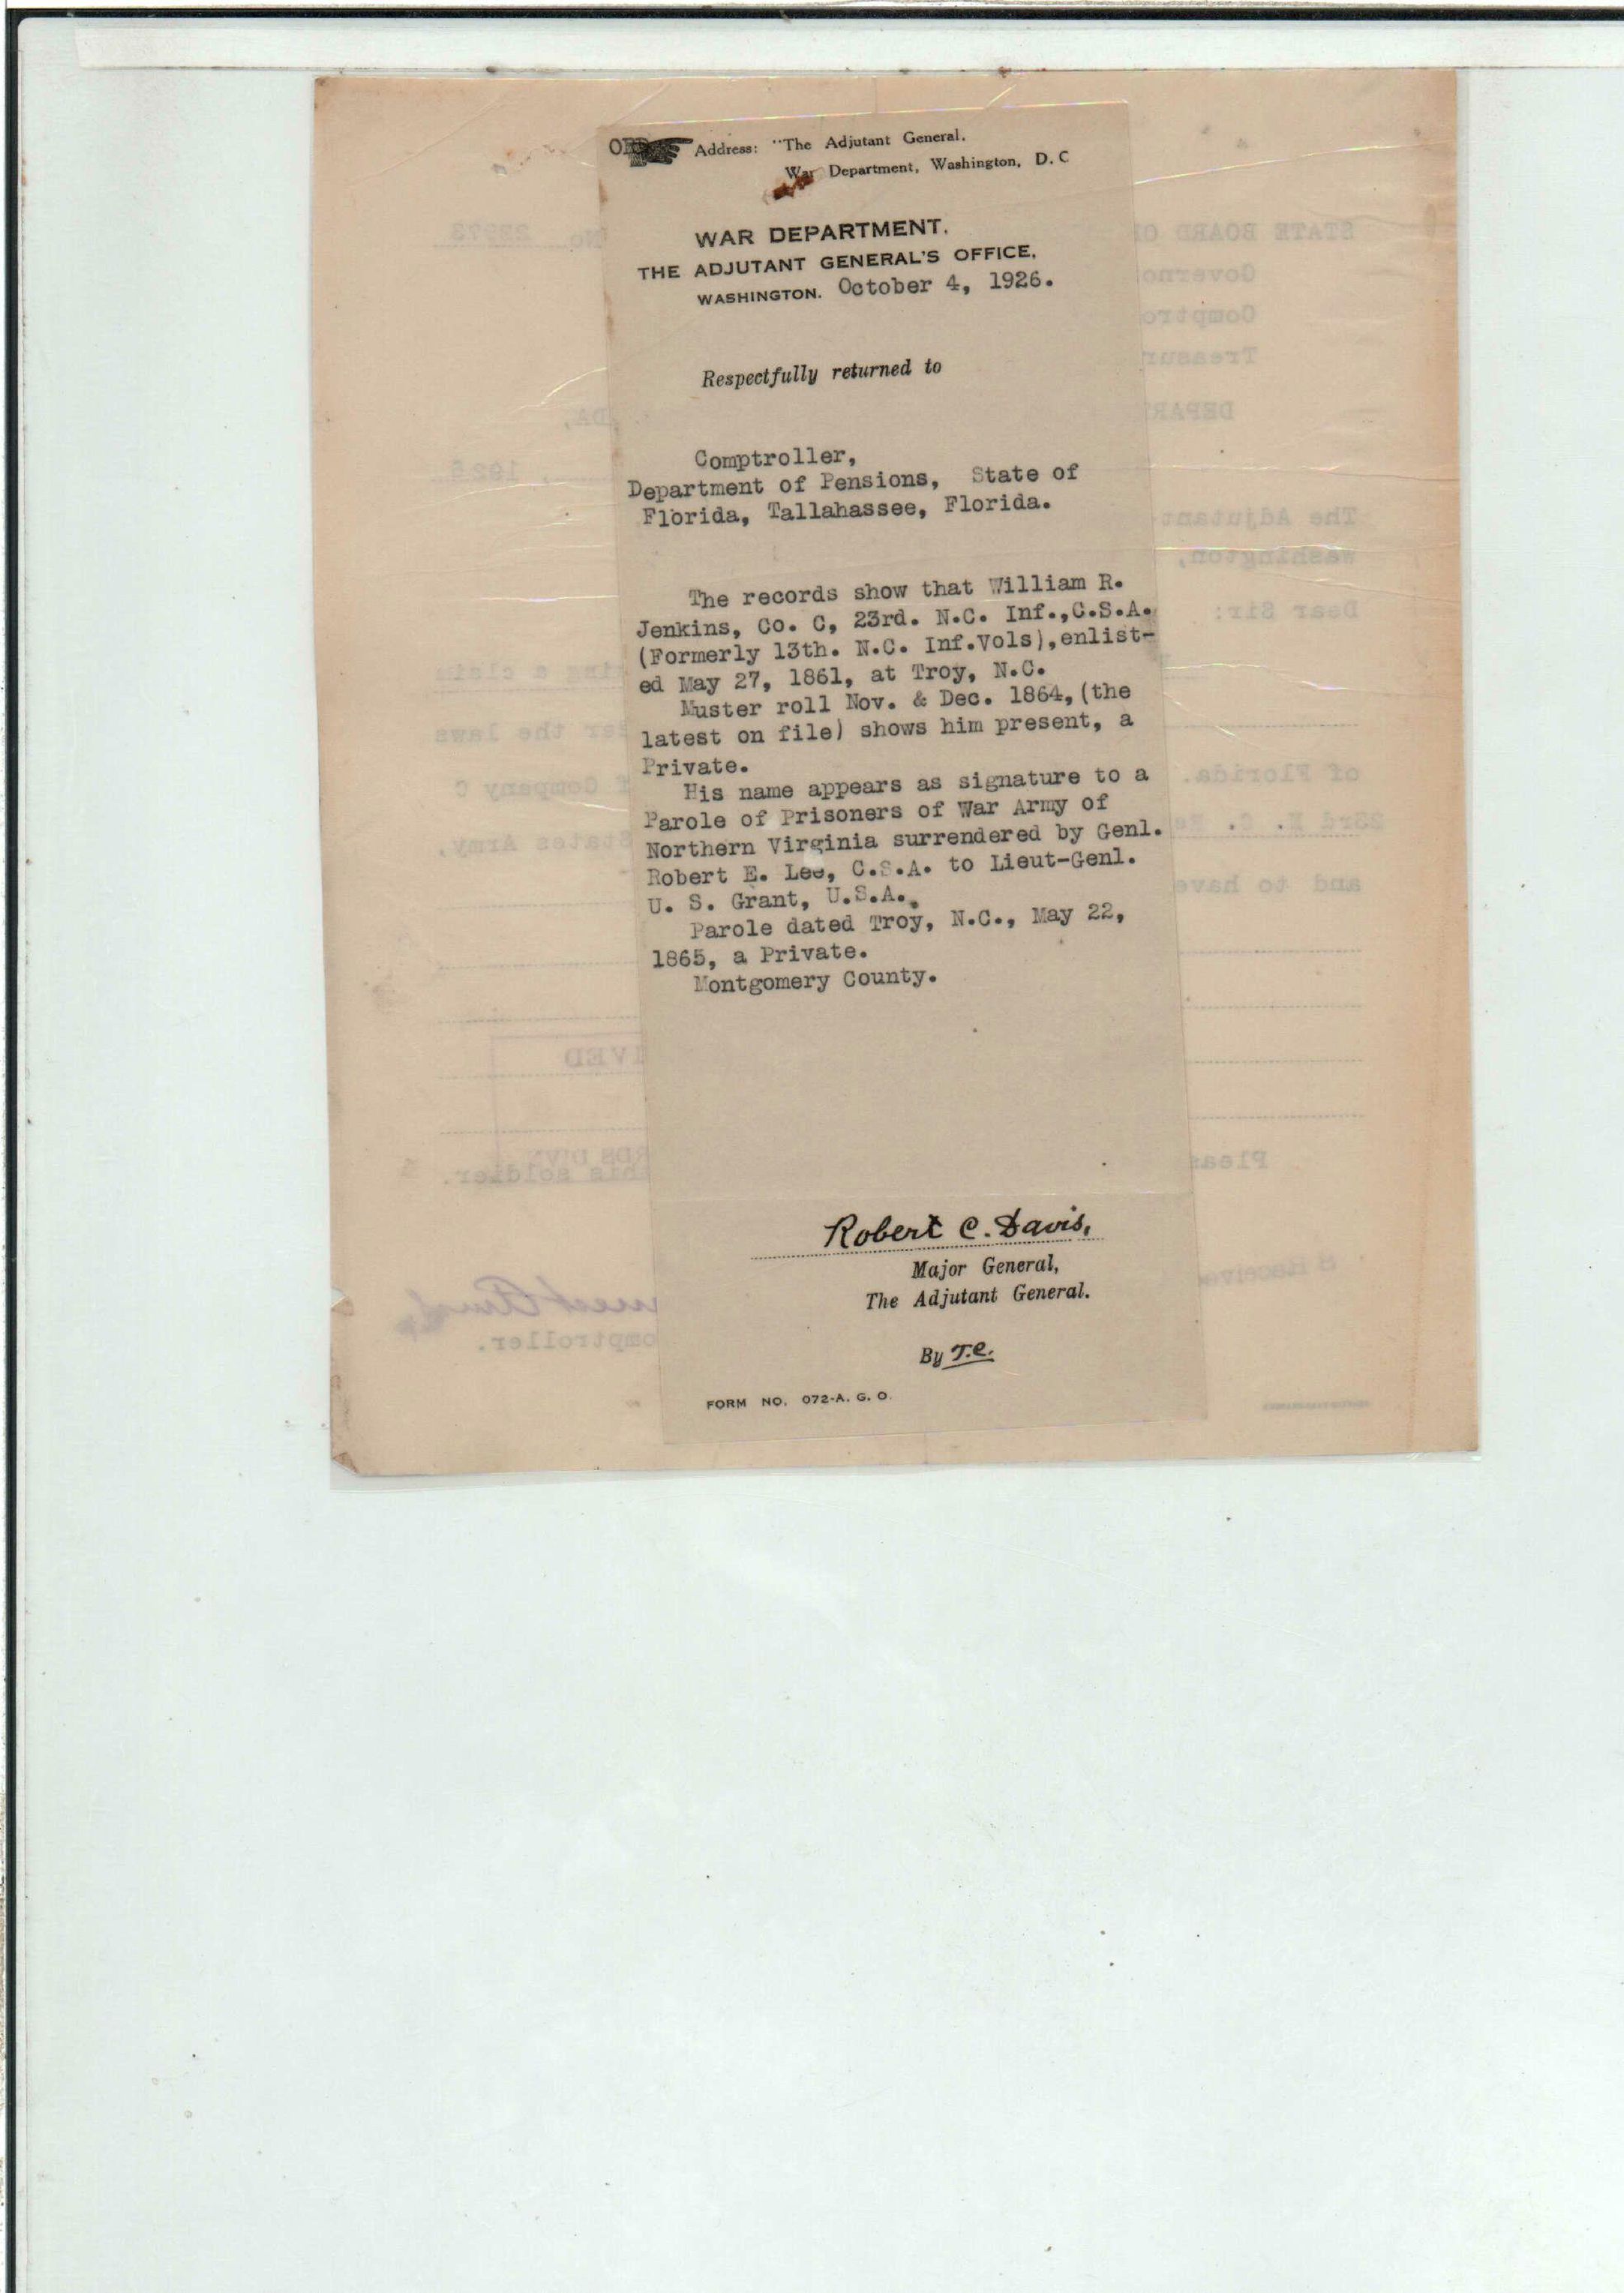 Address: "The Adjutant General,
War Department, Washington, D. C
WAR DEPARTMENT,
THE ADJUTANT GENERAL'S OFFICE,
WASHINGTON. October 4, 1926.
Respectfully returned to
Comptroller,
Department of Pensions, State of
Florida, Tallahassee, Florida.
The records show that William R.
Jenkins, Co. C, 23rd. N.C. Inf.,C.S.A.
(Formerly 13th. N.C. Inf.Vols),enlist-
ed May 27, 1861, at Troy, N.C.
Muster roll Nov. & Dec. 1864,(the
latest on file) shows him present, a
Private.
His name appears as signature to a
Parole of Prisoners of War Army of
Northern Virginia surrendered by Genl.
Robert E. Lee, C.S.A. to Lieut-Genl.
U. S. Grant, U.S.A.
Parole dated Troy, N.C., May 22,
1865, a Private.
Montgomery County.
Robert C. Davis,
Major General,
The Adjutant General.
By T.C.
FORM NO. 072-A. G. O.